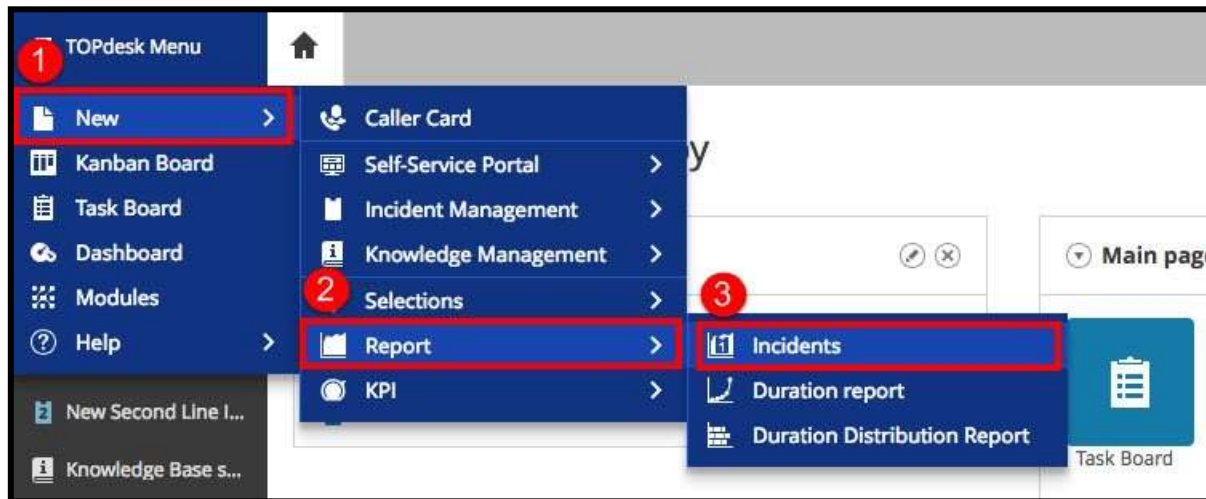 TOPdesk Menu
1
New
Kanban Board
Task Board
Dashboard
Modules
Help
New Second Line I...
Knowledge Base s...
Caller Card
Self-Service Portal
Incident Management
Knowledge Management
2
Selections
Report
KPI
y
3
Incidents
Duration report
Duration Distribution Report
Main pag
Task Board